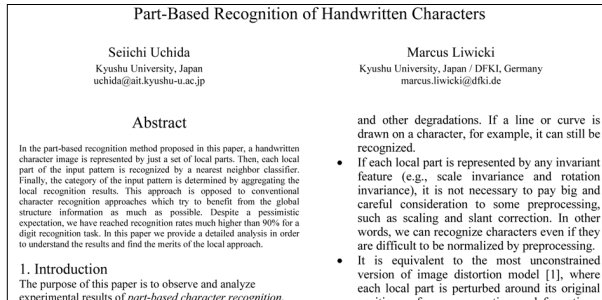 Part-Based Recognition of Handwritten Characters
Seiichi Uchida
Kyushu University, Japan
uchida@ait.kyushu-u.ac.jp
Marcus Liwicki
Kyushu University, Japan / DFKI, Germany
marcus.liwicki@dfki.de
Abstract
In the part-based recognition method proposed in this paper, a handwritten
character image is represented by just a set of local parts. Then, each local
part of the input pattern is recognized by a nearest neighbor classifier.
Finally, the category of the input pattern is determined by aggregating the
local recognition results. This approach is opposed to conventional
character recognition approaches which try to benefit from the global
structure information as much as possible. Despite a pessimistic
expectation, we have reached recognition rates much higher than 90% for a
digit recognition task. In this paper we provide a detailed analysis in order
to understand the results and find the merits of the local approach.
1. Introduction
The purpose of this paper is to observe and analyze
experimental results of part-based character recognition.
and other degradations. If a line or curve is
drawn on a character, for example, it can still be
recognized.
• If each local part is represented by any invariant
feature (e.g., scale invariance and rotation
invariance), it is not necessary to pay big and
careful consideration to some preprocessing,
such as scaling and slant correction. In other
words, we can recognize characters even if they
are difficult to be normalized by preprocessing.
• It is equivalent to the most unconstrained
version of image distortion model [1], where
each local part is perturbed around its original